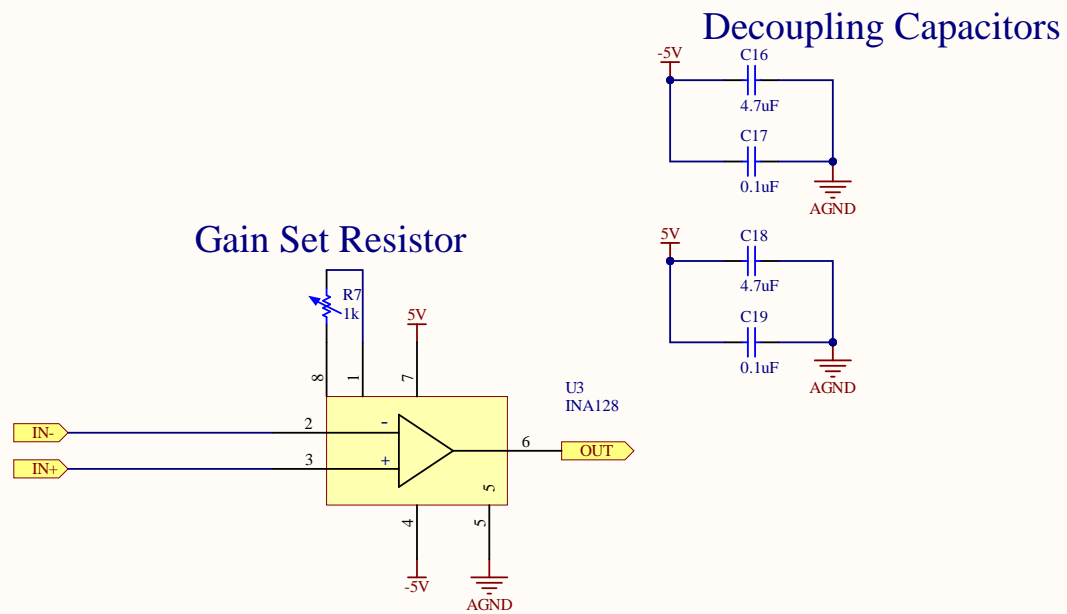 Decoupling Capacitors
-5V
C16
4.7uF
C17
0.1uF
AGND
5V
C18
4.7uF
C19
0.1uF
AGND
Gain Set Resistor
R7
1k
5V
8
1
7
U3
INA128
IN-
2
-
6
OUT
IN+
3
+
5
4
5
-5V
AGND